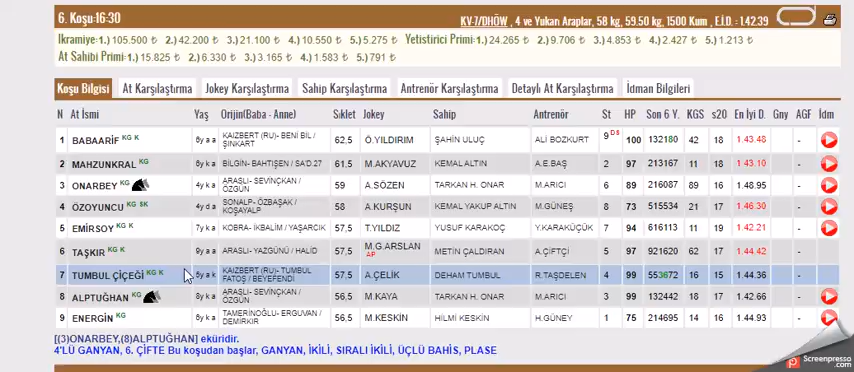 6. Koşu:16:30
KV-7/DHÖW , 4 ve Yukarı Araplar, 58 kg, 59.50 kg, 1500 Kum , E.İ.D. : 1.42.39
İkramiye: 1.) 105.500 ₺ 2.) 42.200 ₺ 3.) 21.100 ₺ 4.) 10.550 ₺ 5.) 5.275 ₺ Yetistirici Primi: 1.) 24.265 ₺ 2.) 9.706 ₺ 3.) 4.853 ₺ 4.) 2.427 ₺ 5.) 1.213 ₺
At Sahibi Primi: 1.) 15.825 ₺ 2.) 6.330 ₺ 3.) 3.165 ₺ 4.) 1.583 ₺ 5.) 791 ₺
Koşu Bilgisi At Karşılaştırma Jokey Karşılaştırma Sahip Karşılaştırma Antrenör Karşılaştırma Detaylı At Karşılaştırma İdman Bilgileri
N At İsmi Yaş Orijin(Baba - Anne) Sıklet Jokey Sahip Antrenör St HP Son 6 Y. KGS s20 En İyi D. Gny AGF İdm
1 BABAARİF KG K 6y a a KAIZBERT (RU)- BENİ BİL / ŞINKART 62,5 Ö.YILDIRIM ŞAHİN ULUÇ ALİ BOZKURT 9 DS 100 132180 42 18 1.43.48 -
2 MAHZUNKRAL KG 8y k a BİLGİN- BAHTIŞEN / SA'D.27 61,5 M.AKYAVUZ KEMAL ALTIN A.E.BAŞ 2 97 213167 11 18 1.43.10 -
3 ONARBEY KG 4y k a ARASLI- SEVİNÇKAN / ÖZGÜN 59 A.SÖZEN TARKAN H. ONAR M.ARICI 6 89 216087 89 16 1.48.95 -
4 ÖZOYUNCU KG SK 4y d a SONALP- ÖZBAŞAK / KOŞAYALP 58 A.KURŞUN KEMAL YAKUP ALTIN M.GÜNEŞ 8 73 515534 21 17 1.46.30 -
5 EMİRSOY KG 7y k a KOBRA- İKBALİM / YAŞARCIK 57,5 T.YILDIZ YUSUF KARAKOÇ Y.KARAKÜÇÜK 7 94 616113 11 19 1.42.21 -
6 TAŞKIR KG K 9y a a ARASLI- YAZGÜNÜ / HALİD 57,5 M.G.ARSLAN AP METİN ÇALDIRAN A.ÇİFTÇİ 5 97 921620 62 17 1.44.42 -
7 TUMBUL ÇİÇEĞİ KG K 5y a k KAIZBERT (RU)- TUMBUL FATOŞ / BEYEFENDİ 57,5 A.ÇELİK DEHAM TUMBUL R.TAŞDELEN 4 99 553672 16 15 1.44.36 -
8 ALPTUĞHAN KG 8y k a ARASLI- SEVİNÇKAN / ÖZGÜN 56,5 M.KAYA TARKAN H. ONAR M.ARICI 3 99 132442 18 17 1.42.66 -
9 ENERGİN KG 8y k a TAMERİNOĞLU- ERGUVAN / DEMİRKIR 56,5 M.KESKİN HİLMİ KESKİN H.GÜNEY 1 75 214695 14 16 1.44.93 -
[(3)ONARBEY,(8)ALPTUĞHAN] eküridir.
4'LÜ GANYAN, 6. ÇİFTE Bu koşudan başlar, GANYAN, İKİLİ, SIRALI İKİLİ, ÜÇLÜ BAHİS, PLASE
Screenpresso